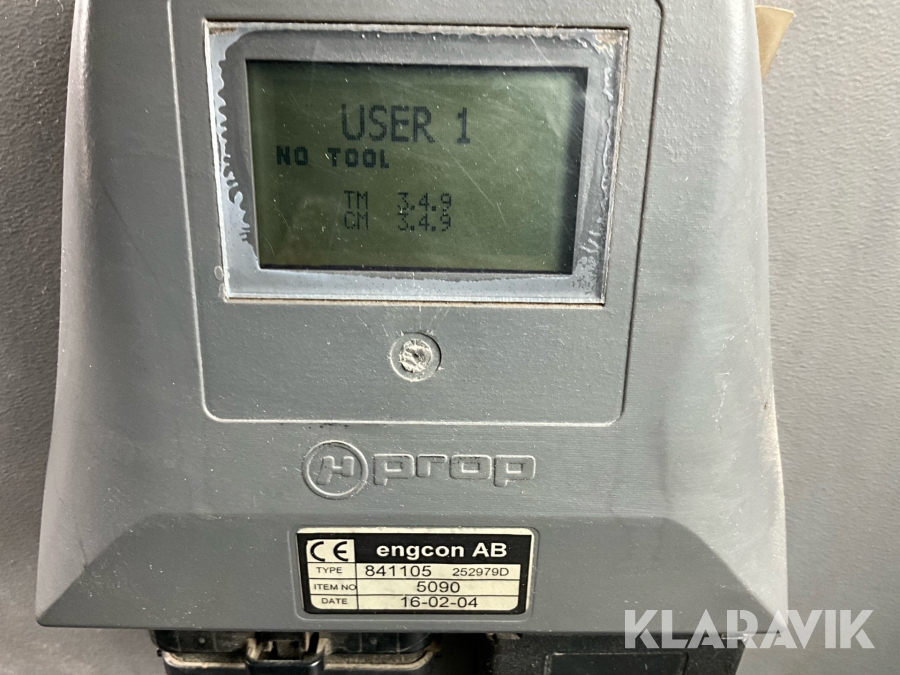 USER 1
NO TOOL
TM 3.4.9
CM 3.4.9
prop
CE engcon AB
TYPE 841105 252979D
ITEM NO 5090
DATE 16-02-04
KLARAVIK